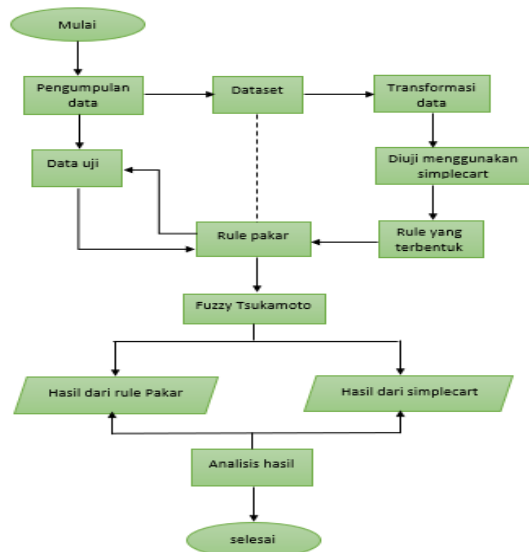 Mulai
Pengumpulan
data
Dataset
Transformasi
data
Data uji
Diuji menggunakan
simplecart
Rule pakar
Rule yang
terbentuk
Fuzzy Tsukamoto
Hasil dari rule Pakar
Hasil dari simplecart
Analisis hasil
selesai